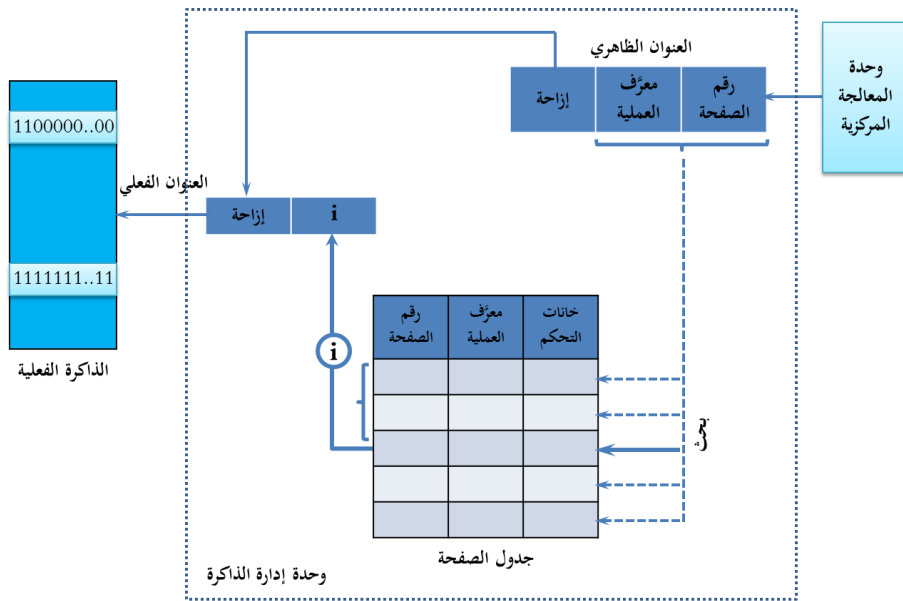 العنوان الظاهري
وحدة
المعالجة
المركزية
رقم
الصفحة
معرَّف
العملية
إزاحة
1100000..00
العنوان الفعلي
i
إزاحة
1111111..11
الذاكرة الفعلية
خانات
التحكم
معرَّف
العملية
رقم
الصفحة
i
بحث
جدول الصفحة
وحدة إدارة الذاكرة